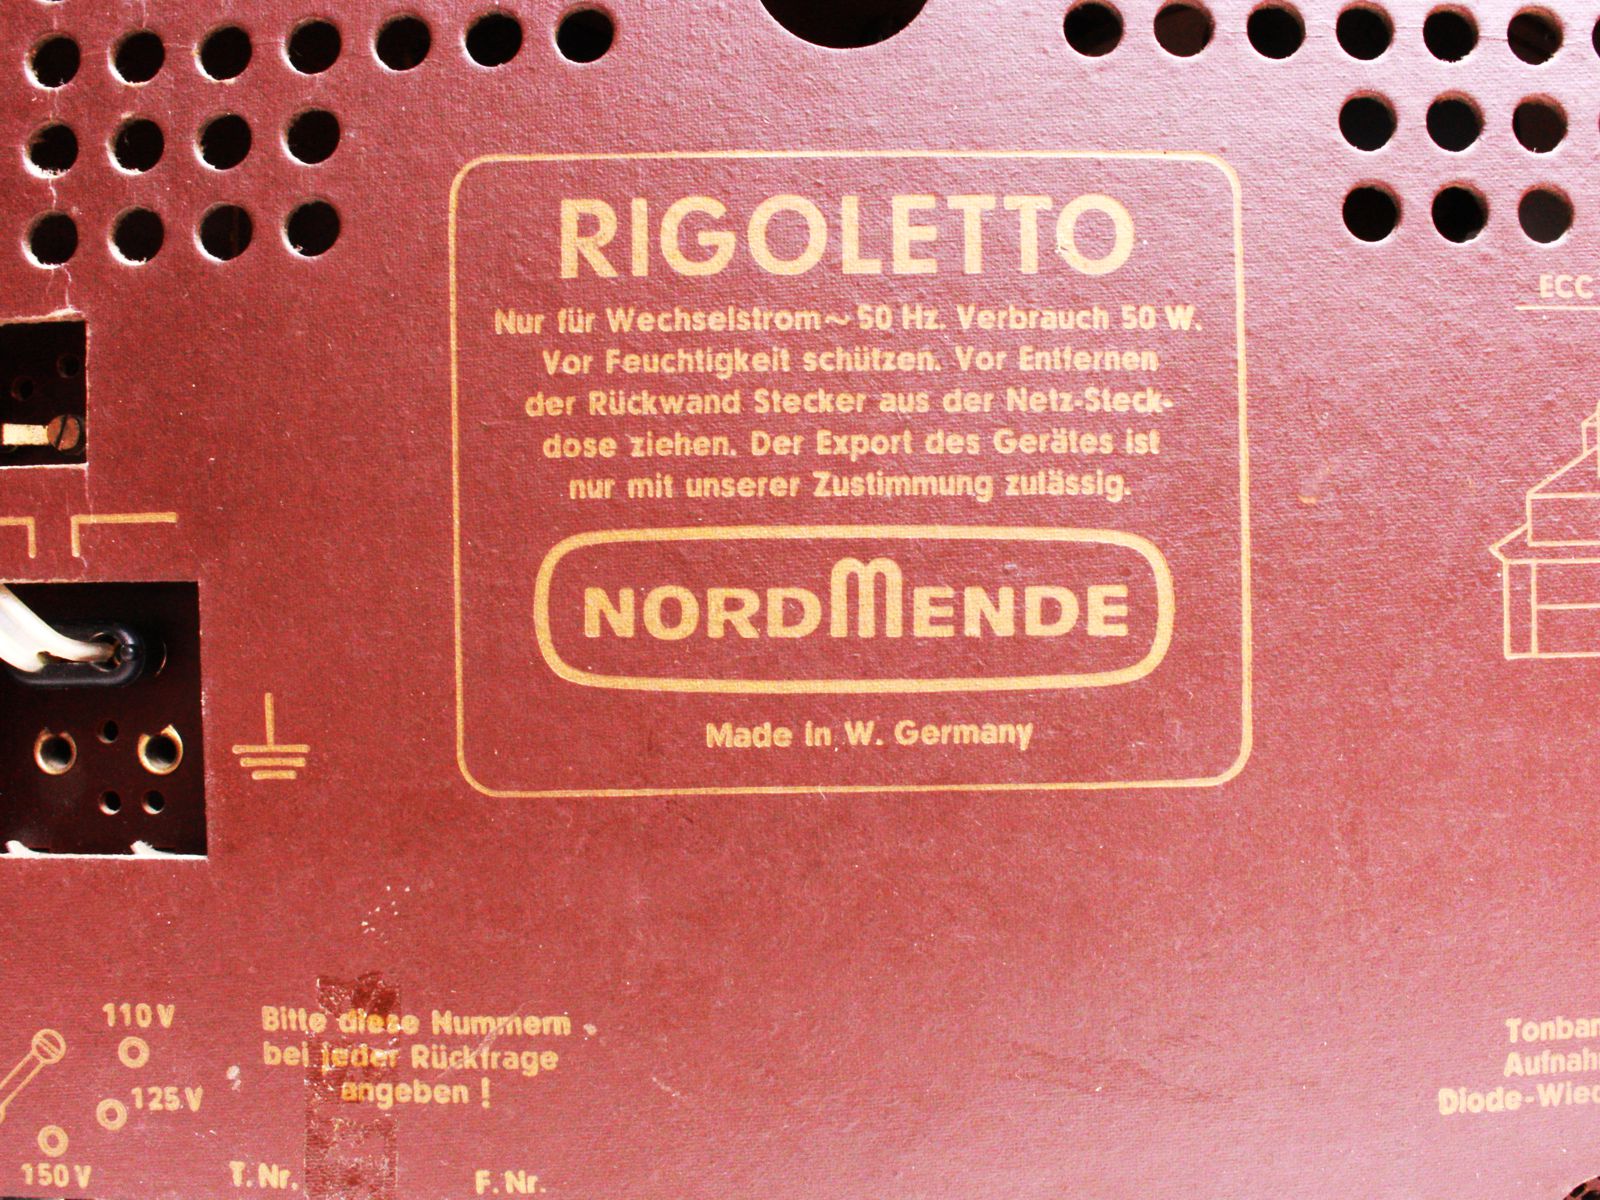 RIGOLETTO
Nur für Wechselstrom ~ 50 Hz. Verbrauch 50 W.
Vor Feuchtigkeit schützen. Vor Entfernen
der Rückwand Stecker aus der Netz-Steck-
dose ziehen. Der Export des Gerätes ist
nur mit unserer Zustimmung zulässig.
NORDMENDE
Made in W. Germany
ECC
110 V
125 V
150 V
Bitte diese Nummern
bei jeder Rückfrage
angeben !
T. Nr.
F. Nr.
Diode-